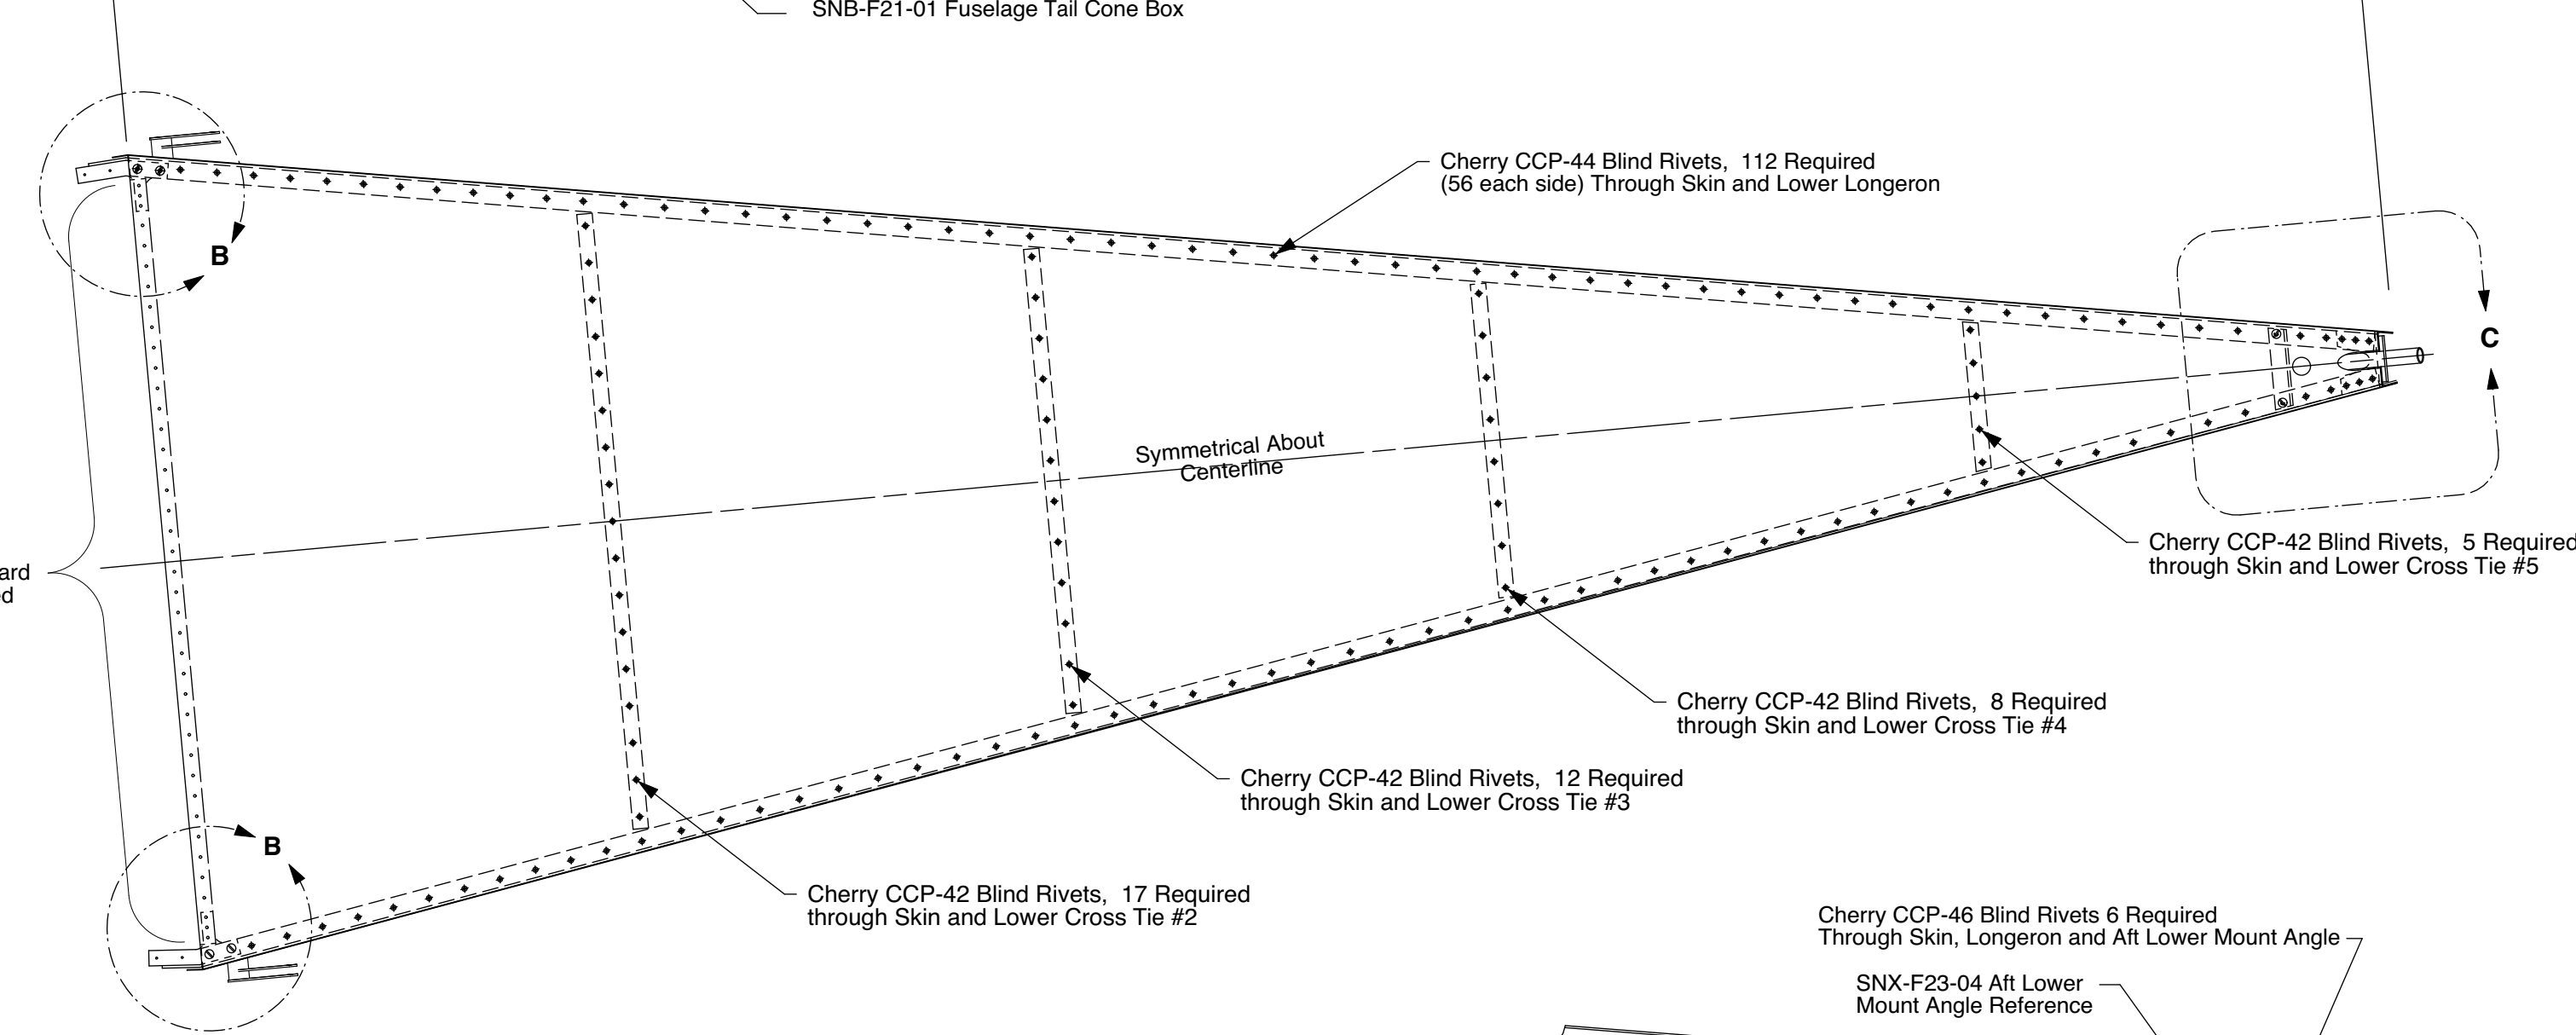 SNB-F21-01 Fuselage Tail Cone Box
Cherry CCP-44 Blind Rivets, 112 Required
(56 each side) Through Skin and Lower Longeron
B
C
Symmetrical About
Centerline
Cherry CCP-42 Blind Rivets, 5 Required
through Skin and Lower Cross Tie #5
Cherry CCP-42 Blind Rivets, 8 Required
through Skin and Lower Cross Tie #4
Cherry CCP-42 Blind Rivets, 12 Required
through Skin and Lower Cross Tie #3
B
Cherry CCP-42 Blind Rivets, 17 Required
through Skin and Lower Cross Tie #2
Cherry CCP-46 Blind Rivets 6 Required
Through Skin, Longeron and Aft Lower Mount Angle
SNX-F23-04 Aft Lower
Mount Angle Reference